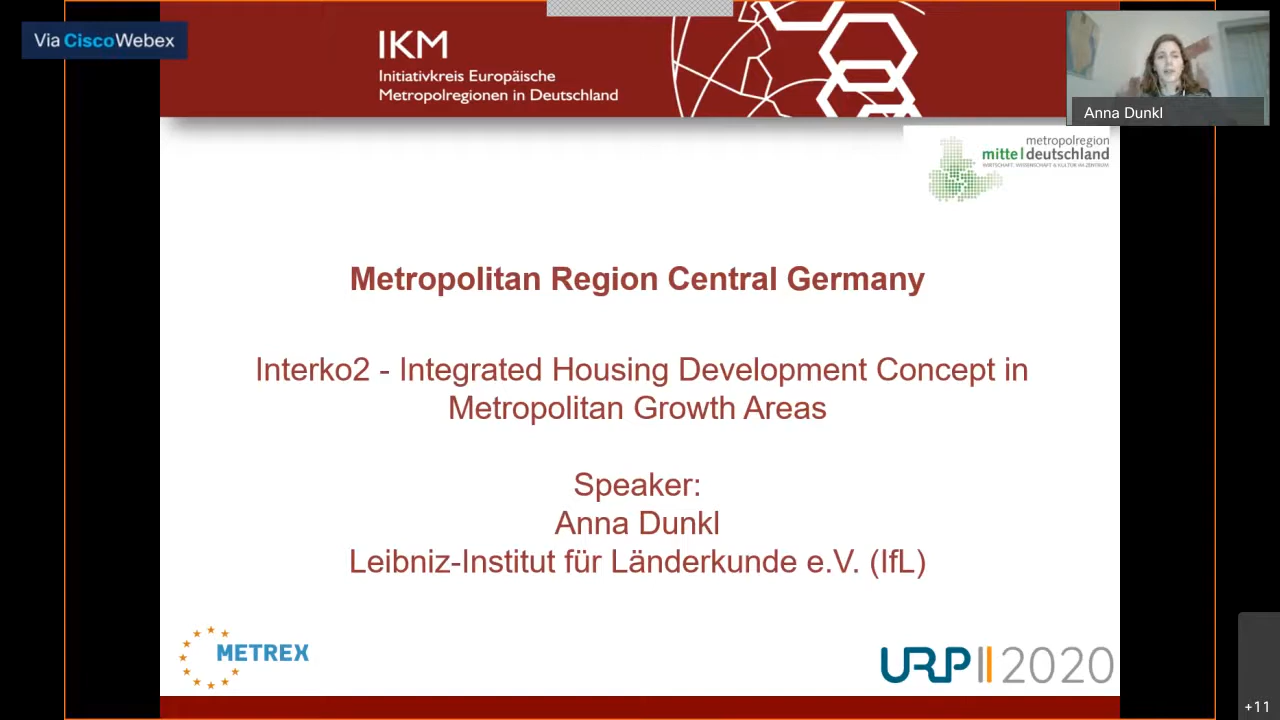 Via Cisco Webex
IKM
Initiativkreis Europäische
Metropolregionen in Deutschland
Anna Dunkl
metropolregion
mitteldeutschland
WIRTSCHAFT, WISSENSCHAFT & KULTUR IM ZENTRUM
Metropolitan Region Central Germany
Interko2 - Integrated Housing Development Concept in
Metropolitan Growth Areas
Speaker:
Anna Dunkl
Leibniz-Institut für Länderkunde e.V. (IfL)
METREX
URP 2020
+11